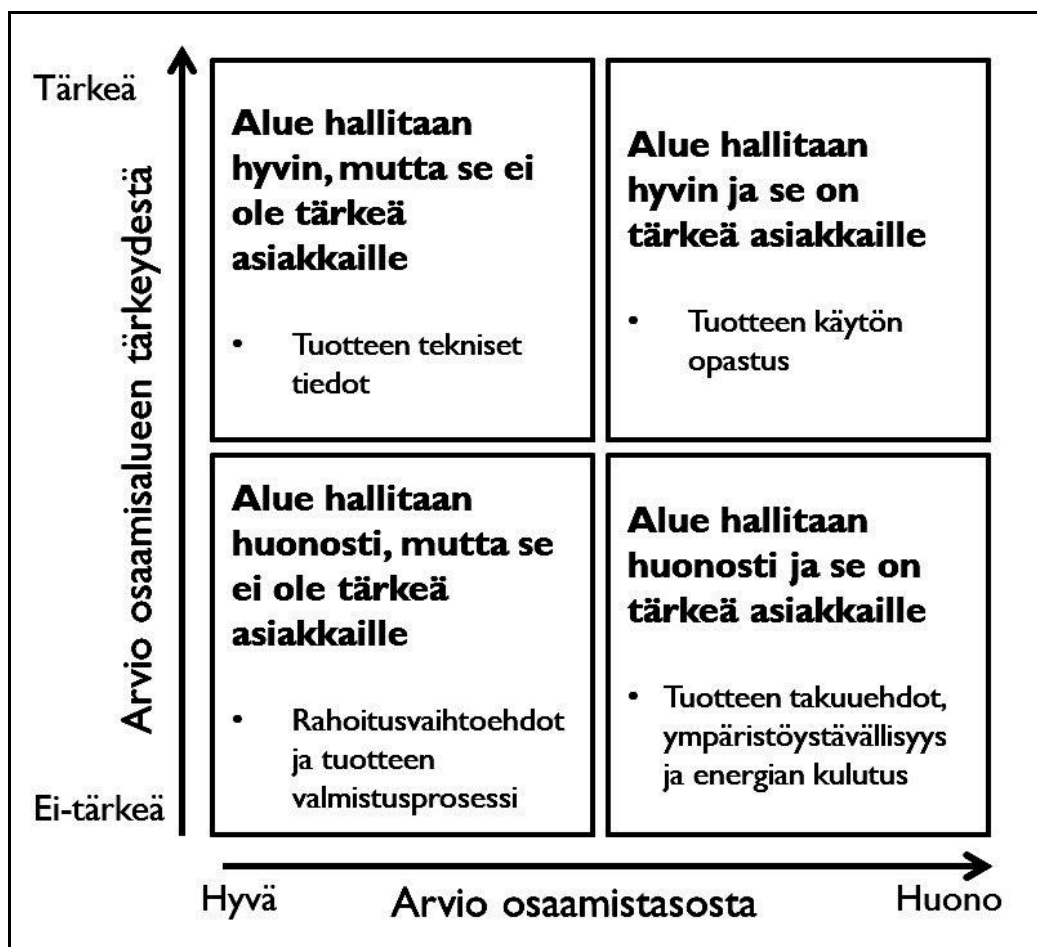 Tärkeä
Arvio osaamisalueen tärkeydestä
Ei-tärkeä
Alue hallitaan
hyvin, mutta se ei
ole tärkeä
asiakkaille
• Tuotteen tekniset
tiedot
Alue hallitaan
hyvin ja se on
tärkeä asiakkaille
• Tuotteen käytön
opastus
Alue hallitaan
huonosti, mutta se
ei ole tärkeä
asiakkaille
• Rahoitusvaihtoehdot
ja tuotteen
valmistusprosessi
Alue hallitaan
huonosti ja se on
tärkeä asiakkaille
• Tuotteen takuuehdot,
ympäristöystävällisyys
ja energian kulutus
Hyvä
Arvio osaamistasosta
Huono